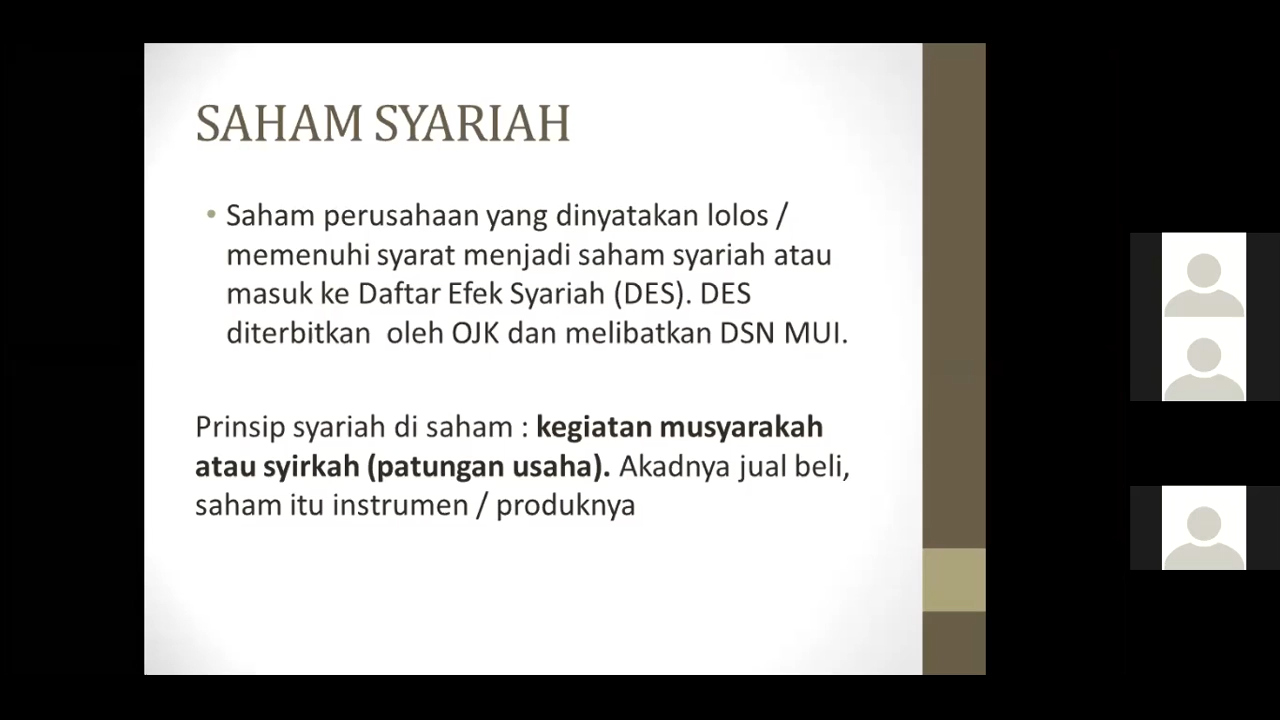 SAHAM SYARIAH
• Saham perusahaan yang dinyatakan lolos /
memenuhi syarat menjadi saham syariah atau
masuk ke Daftar Efek Syariah (DES). DES
diterbitkan  oleh OJK dan melibatkan DSN MUI.
Prinsip syariah di saham : kegiatan musyarakah
atau syirkah (patungan usaha). Akadnya jual beli,
saham itu instrumen / produknya